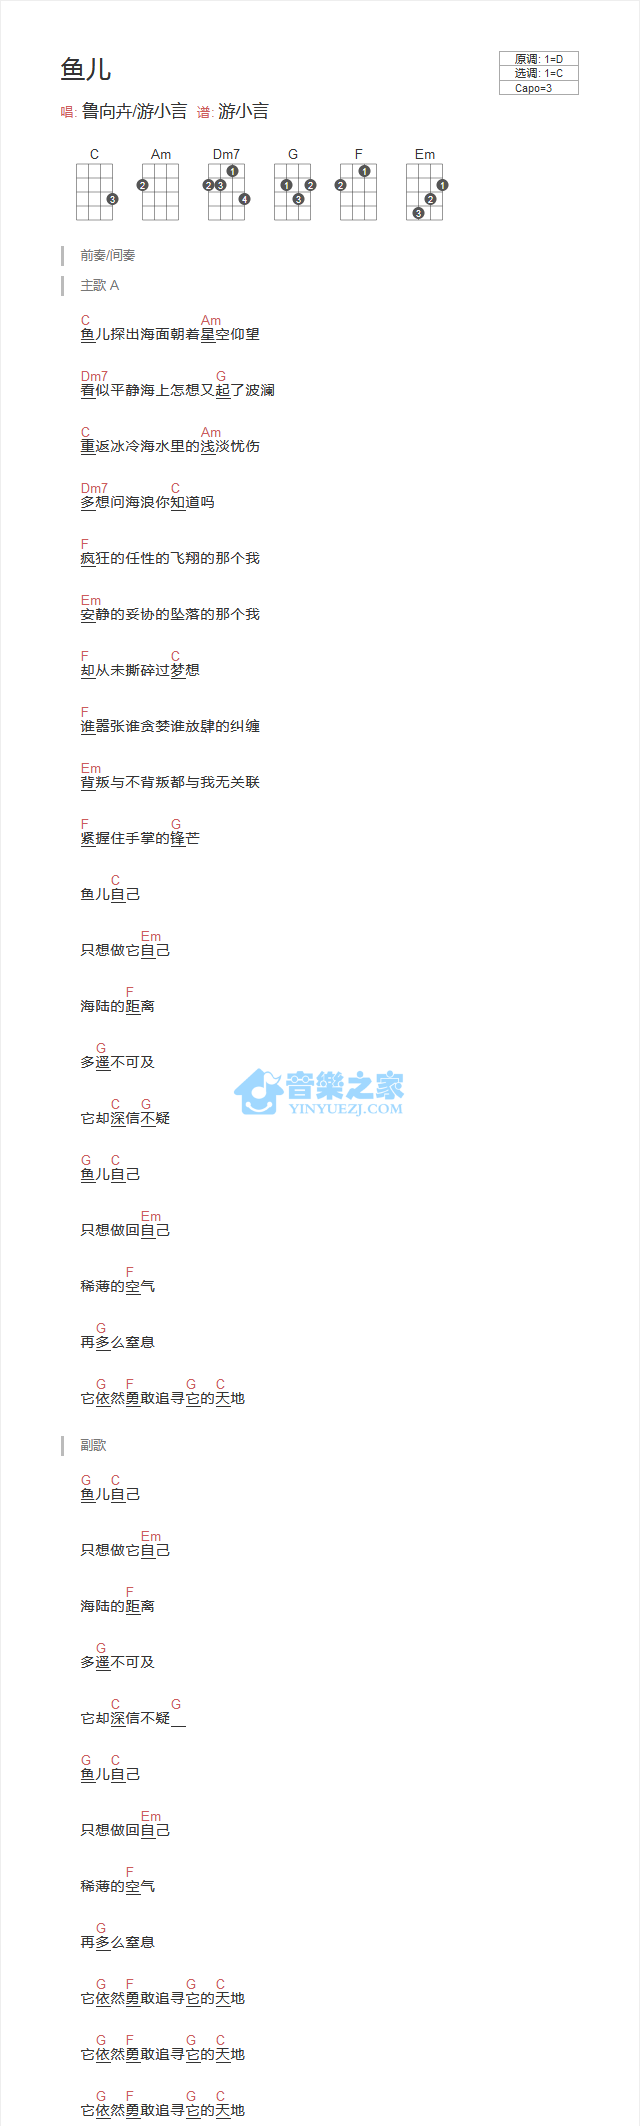 鱼儿
原调: 1=D
选调: 1=C
Capo=3
唱: 鲁向卉/游小言 谱: 游小言
C Am Dm7 G F Em
3 2 1 2 3 4 1 2 3 1 2 1 2 3
前奏/间奏
主歌 A
C Am
鱼儿探出海面朝着星空仰望
Dm7 G
看似平静海上怎想又起了波澜
C Am
重返冰冷海水里的浅淡忧伤
Dm7 C
多想问海浪你知道吗
F
疯狂的任性的飞翔的那个我
Em
安静的妥协的坠落的那个我
F C
却从未撕碎过梦想
F
谁嚣张谁贪婪谁放肆的纠缠
Em
背叛与不背叛都与我无关联
F G
紧握住手掌的锋芒
C
鱼儿自己
Em
只想做它自己
F
海陆的距离
G
多遥不可及
C G
它却深信不疑
G C
鱼儿自己
Em
只想做回自己
F
稀薄的空气
G
再多么窒息
G F G C
它依然勇敢追寻它的天地
音樂之家
YINYUEZJ.COM
副歌
G C
鱼儿自己
Em
只想做它自己
F
海陆的距离
G
多遥不可及
C G
它却深信不疑
G C
鱼儿自己
Em
只想做回自己
F
稀薄的空气
G
再多么窒息
G F G C
它依然勇敢追寻它的天地
G F G C
它依然勇敢追寻它的天地
G F G C
它依然勇敢追寻它的天地